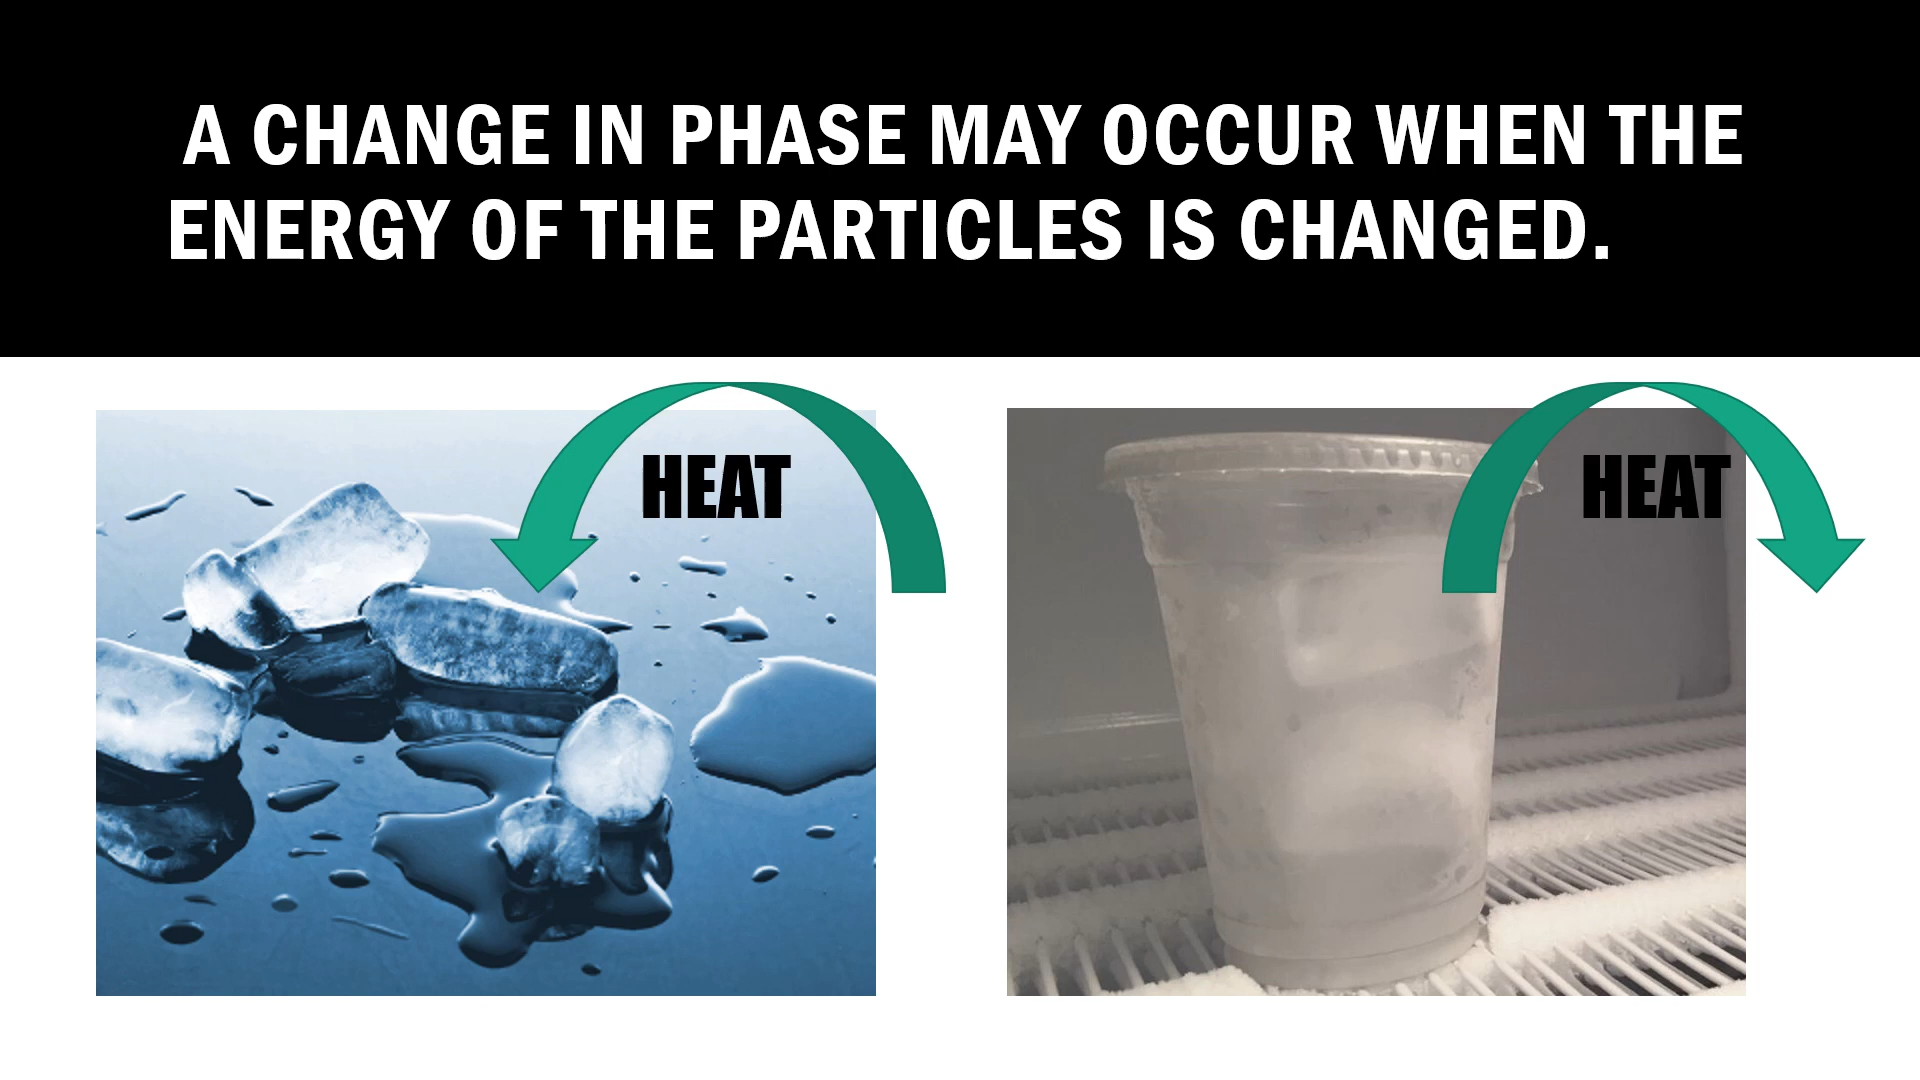 A CHANGE IN PHASE MAY OCCUR WHEN THE
ENERGY OF THE PARTICLES IS CHANGED.
HEAT
HEAT